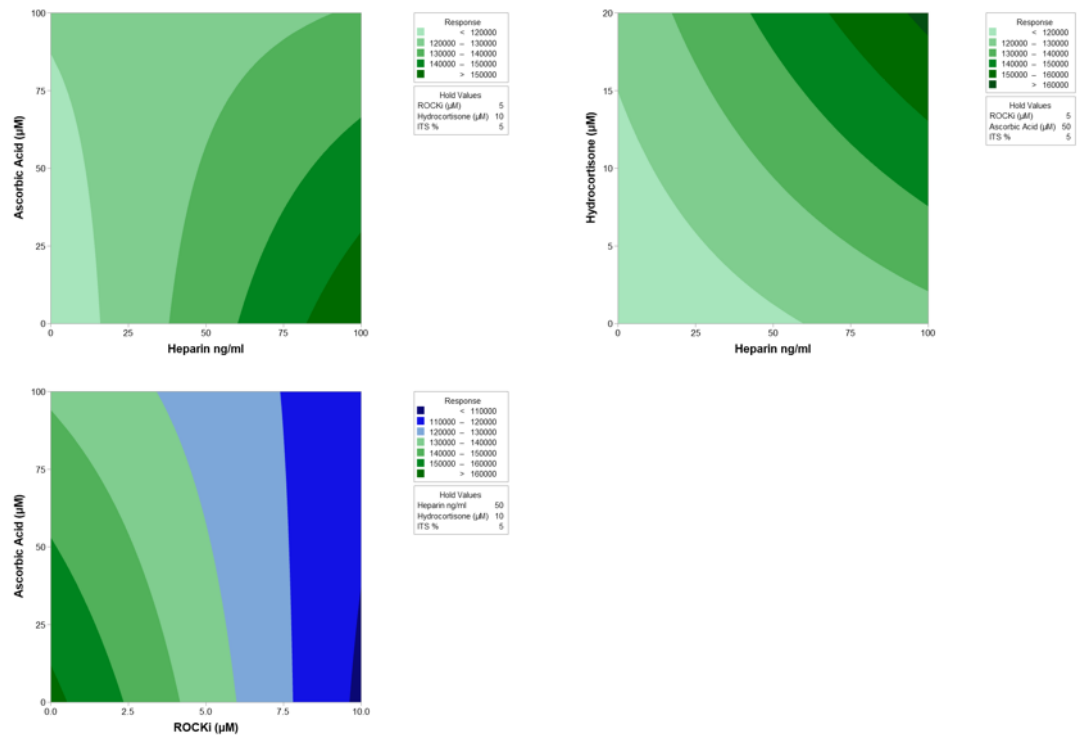 100
75
50
25
0
Ascorbic Acid (µM)
0
25
50
75
100
Heparin ng/ml
Response
< 120000
120000 – 130000
130000 – 140000
140000 – 150000
> 150000
Hold Values
ROCKi (µM) 5
Hydrocortisone (µM) 10
ITS % 5
20
15
10
5
0
Hydrocortisone (µM)
0
25
50
75
100
Heparin ng/ml
Response
< 120000
120000 – 130000
130000 – 140000
140000 – 150000
150000 – 160000
> 160000
Hold Values
ROCKi (µM) 5
Ascorbic Acid (µM) 50
ITS % 5
100
75
50
25
0
Ascorbic Acid (µM)
0.0
2.5
5.0
7.5
10.0
ROCKi (µM)
Response
< 110000
110000 – 120000
120000 – 130000
130000 – 140000
140000 – 150000
150000 – 160000
> 160000
Hold Values
Heparin ng/ml 50
Hydrocortisone (µM) 10
ITS % 5